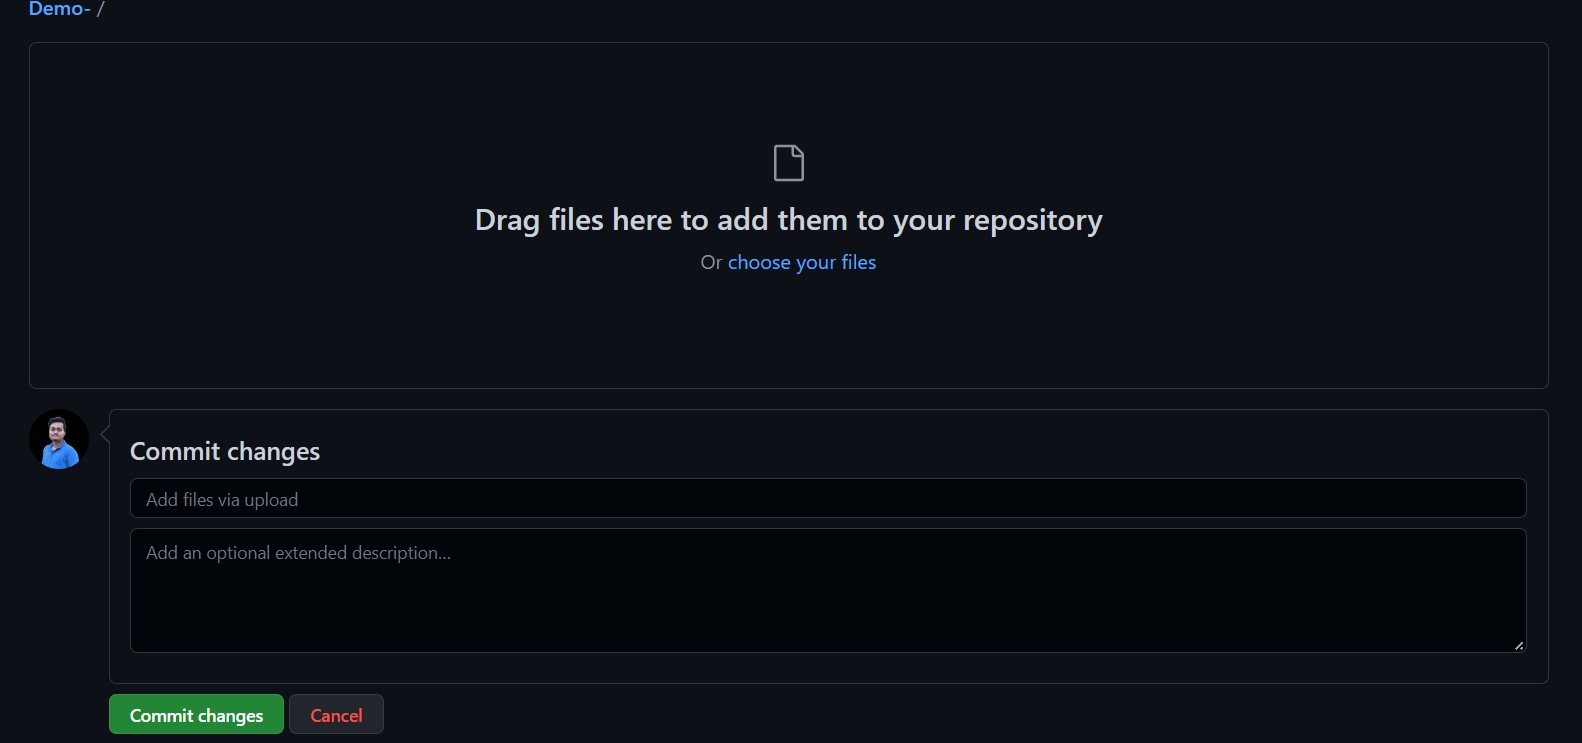 Demo- /
Drag files here to add them to your repository
Or choose your files
Commit changes
Add files via upload
Add an optional extended description...
Commit changes
Cancel